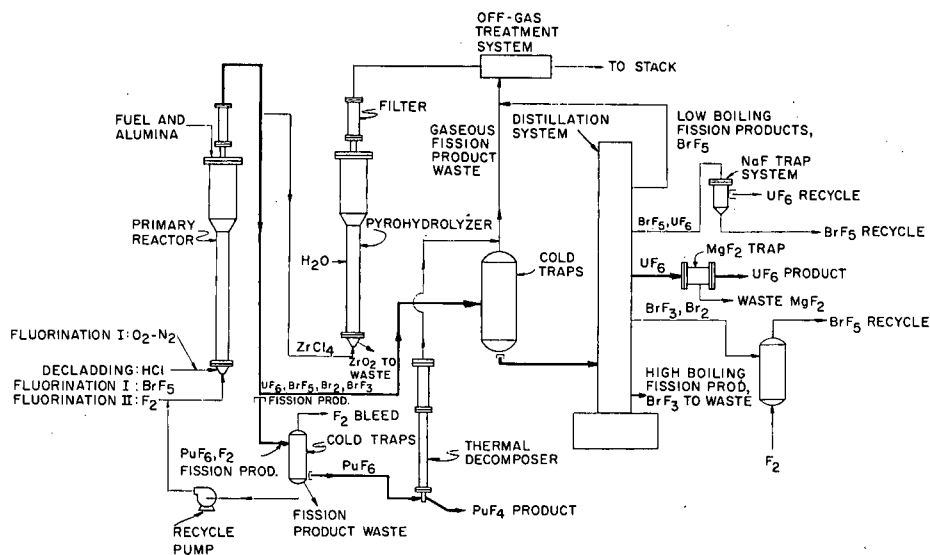 OFF-GAS
TREATMENT
SYSTEM
TO STACK
FUEL AND
ALUMINA
FILTER
GASEOUS
FISSION
PRODUCT
WASTE
DISTILLATION
SYSTEM
LOW BOILING
FISSION PRODUCTS,
BrF5
NaF TRAP
SYSTEM
UF6 RECYCLE
BrF5 RECYCLE
PRIMARY
REACTOR
PYROHYDROLYZER
H2O
COLD
TRAPS
BrF5, UF6
MgF2 TRAP
UF6
UF6 PRODUCT
WASTE MgF2
BrF3, Br2
BrF5 RECYCLE
FLUORINATION I: O2-N2
DECLADDING: HCl
FLUORINATION I: BrF5
FLUORINATION II: F2
ZrCl4
ZrO2 TO
WASTE
UF6, BrF5, Br2, BrF3
FISSION PROD.
HIGH BOILING
FISSION PROD,
BrF3 TO WASTE
F2
F2 BLEED
COLD TRAPS
PuF6, F2
FISSION PROD.
PuF6
THERMAL
DECOMPOSER
PuF4 PRODUCT
FISSION
PRODUCT WASTE
RECYCLE
PUMP